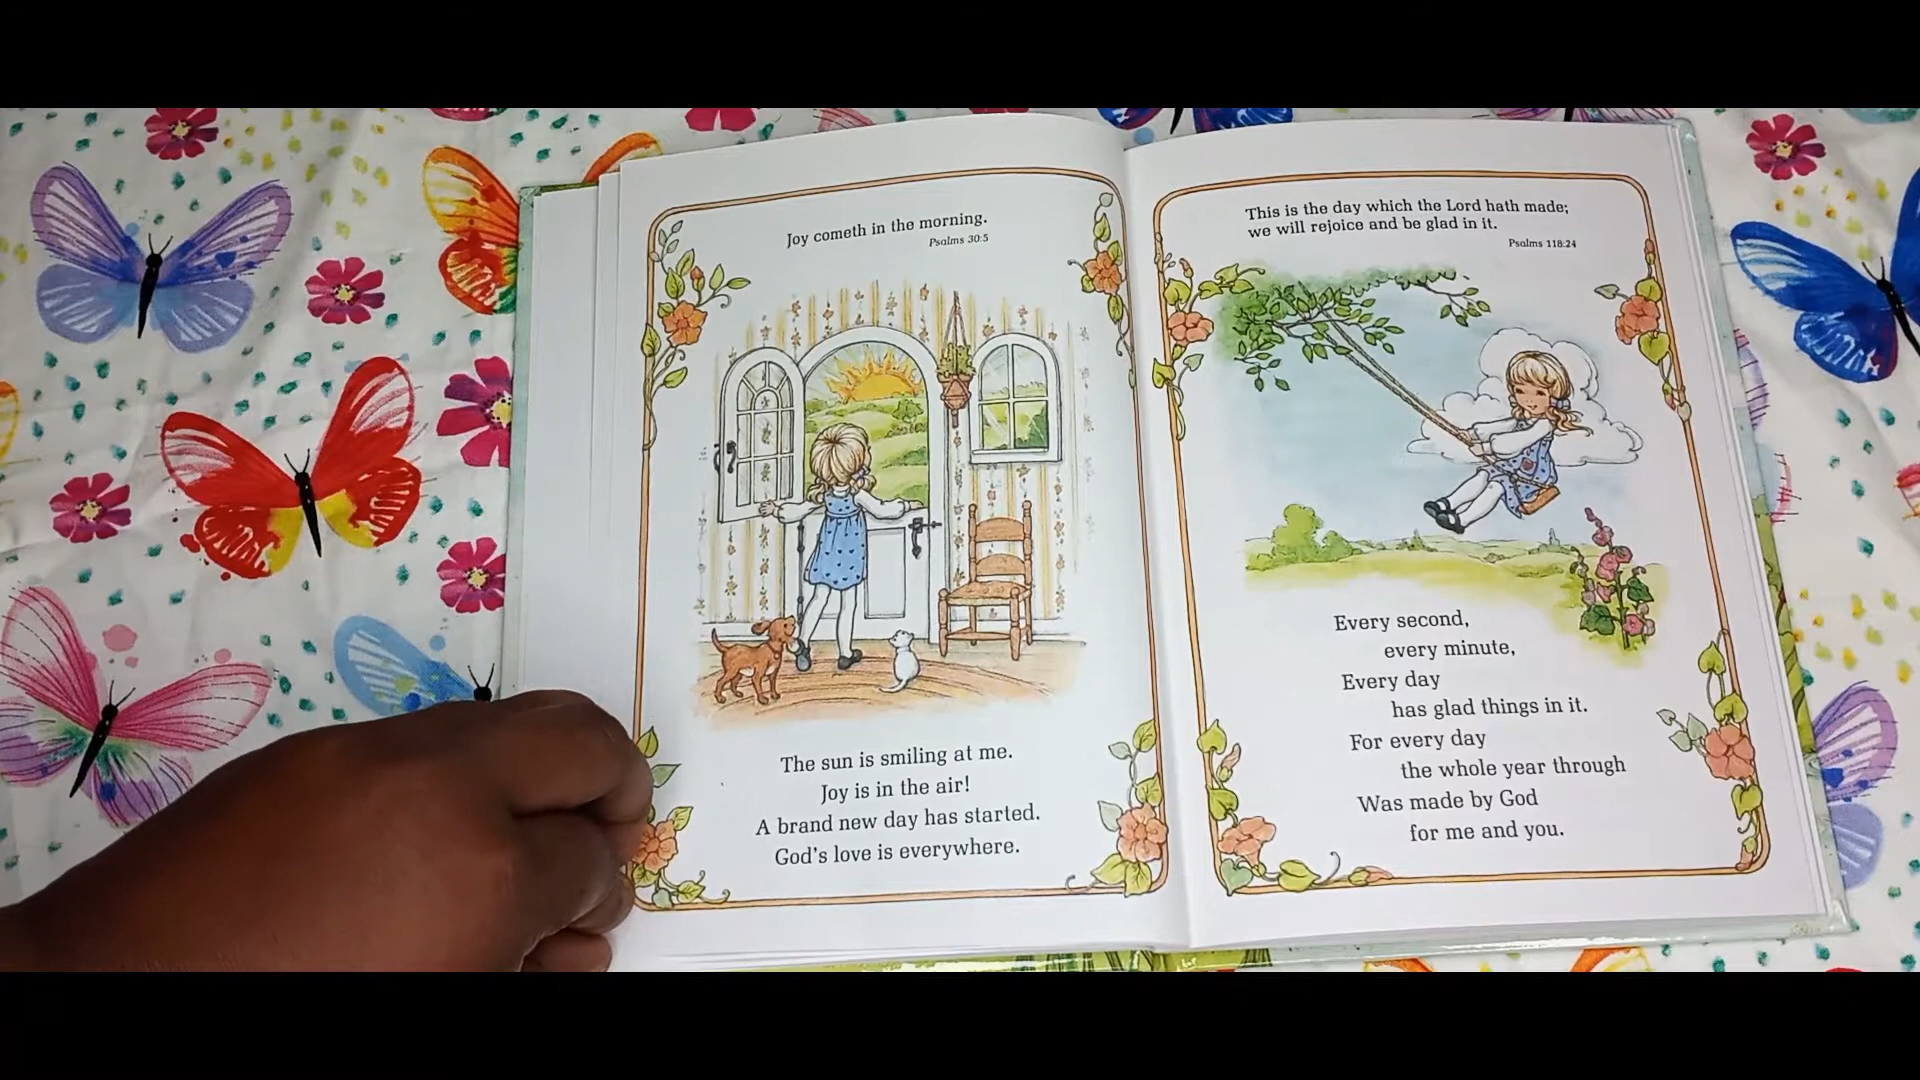 Joy cometh in the morning.
Psalms 30:5
The sun is smiling at me.
Joy is in the air!
A brand new day has started.
God's love is everywhere.
This is the day which the Lord hath made;
we will rejoice and be glad in it.
Psalms 118:24
Every second,
every minute,
Every day
has glad things in it.
For every day
the whole year through
Was made by God
for me and you.